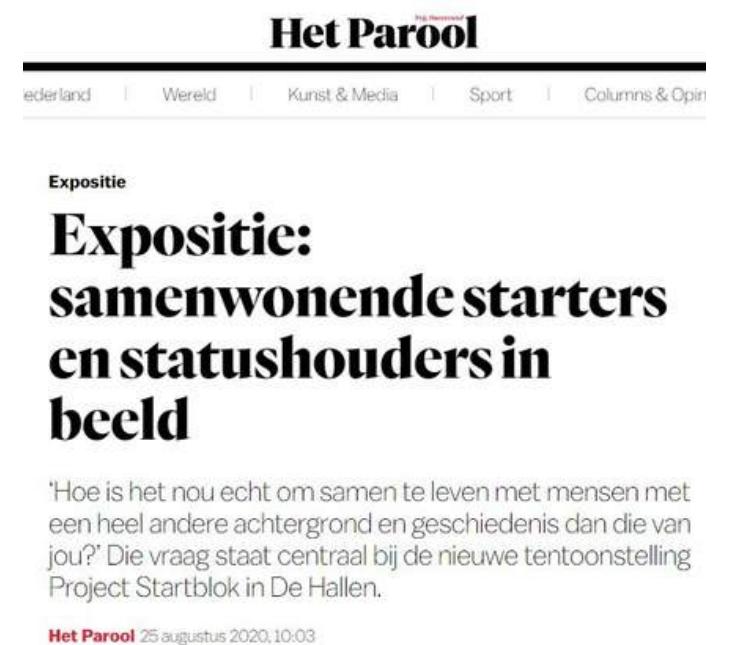 Vrij, Onverveerd
Het Parool
ederland | Wereld | Kunst & Media | Sport | Columns & Opin
Expositie
Expositie:
samenwonende starters
en statushouders in
beeld
'Hoe is het nou echt om samen te leven met mensen met
een heel andere achtergrond en geschiedenis dan die van
jou?' Die vraag staat centraal bij de nieuwe tentoonstelling
Project Startblok in De Hallen.
Het Parool 25 augustus 2020, 10:03